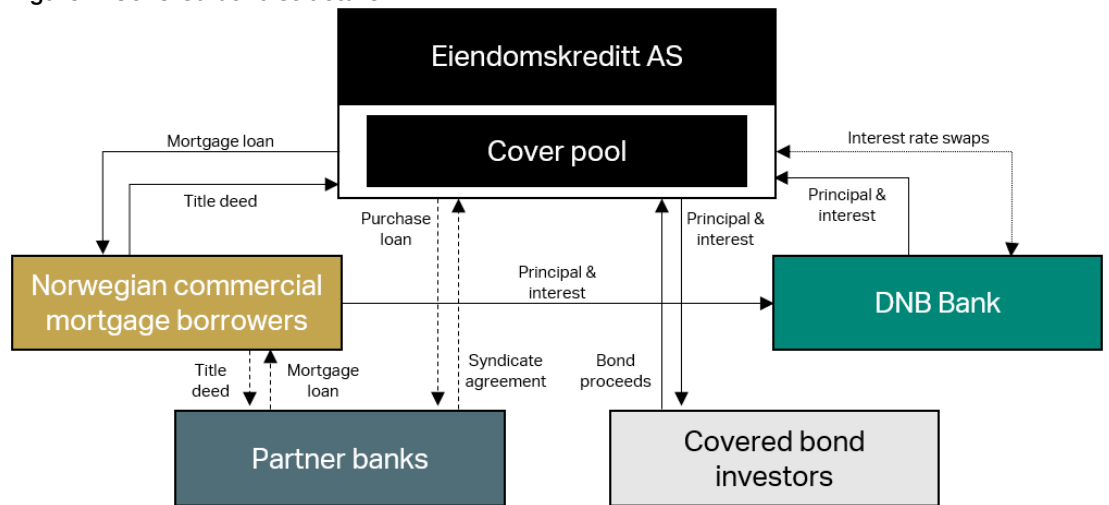 Eiendomskreditt AS
Cover pool
Mortgage loan
Interest rate swaps
Title deed
Principal &
interest
Purchase
loan
Principal &
interest
Norwegian commercial
mortgage borrowers
Principal &
interest
DNB Bank
Title
deed
Mortgage
loan
Syndicate
agreement
Bond
proceeds
Partner banks
Covered bond
investors